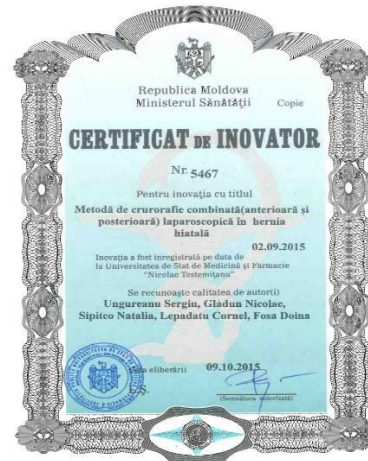 Republica Moldova
Ministerul Sănătăţii Copie
CERTIFICAT DE INOVATOR
Nr. 5467
Pentru inovaţia cu titlul
Metodă de crurorafie combinată(anterioară şi
posterioară) laparoscopică în hernia
hiatală
02.09.2015
Inovaţia a fost înregistrată pe data de
la Universitatea de Stat de Medicină şi Farmacie
"Nicolae Testemiţanu"
Se recunoaşte calitatea de autor(i)
Ungureanu Sergiu, Gladun Nicolae,
Sipitco Natalia, Lepadatu Cornel, Fosa Doina
eliberării 09.10.2015
L.Ş.
(Semnătura autorizată)